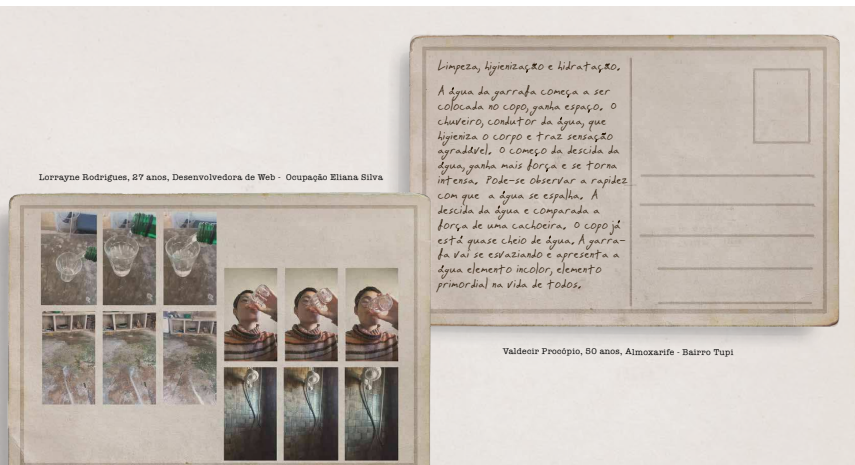 Limpeza, higienização e hidratação.
A água da garrafa começa a ser
colocada no copo, ganha espaço. O
chuveiro, condutor da água, que
higieniza o corpo e traz sensação
agradável. O começo da descida da
água, ganha mais força e se torna
intensa. Pode-se observar a rapidez
com que a água se espalha. A
descida da água e comparada a
força de uma cachoeira. O copo já
está quase cheio de água. A garra-
fa vai se esvaziando e apresenta a
água elemento incolor, elemento
primordial na vida de todos.
Lorrayne Rodrigues, 27 anos, Desenvolvedora de Web - Ocupação Eliana Silva
Valdecir Procópio, 50 anos, Almoxarife - Bairro Tupi